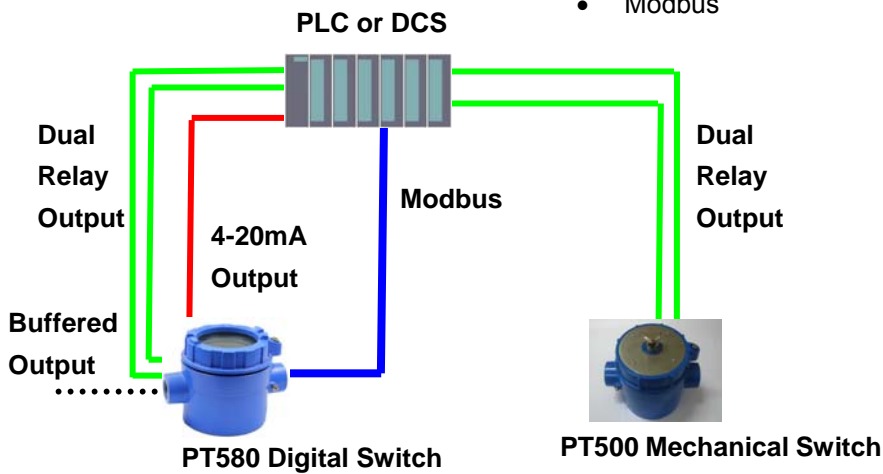 • Modbus
PLC or DCS
Dual
Relay
Output
Dual
Relay
Output
Modbus
4-20mA
Output
Buffered
Output
PT580 Digital Switch
PT500 Mechanical Switch